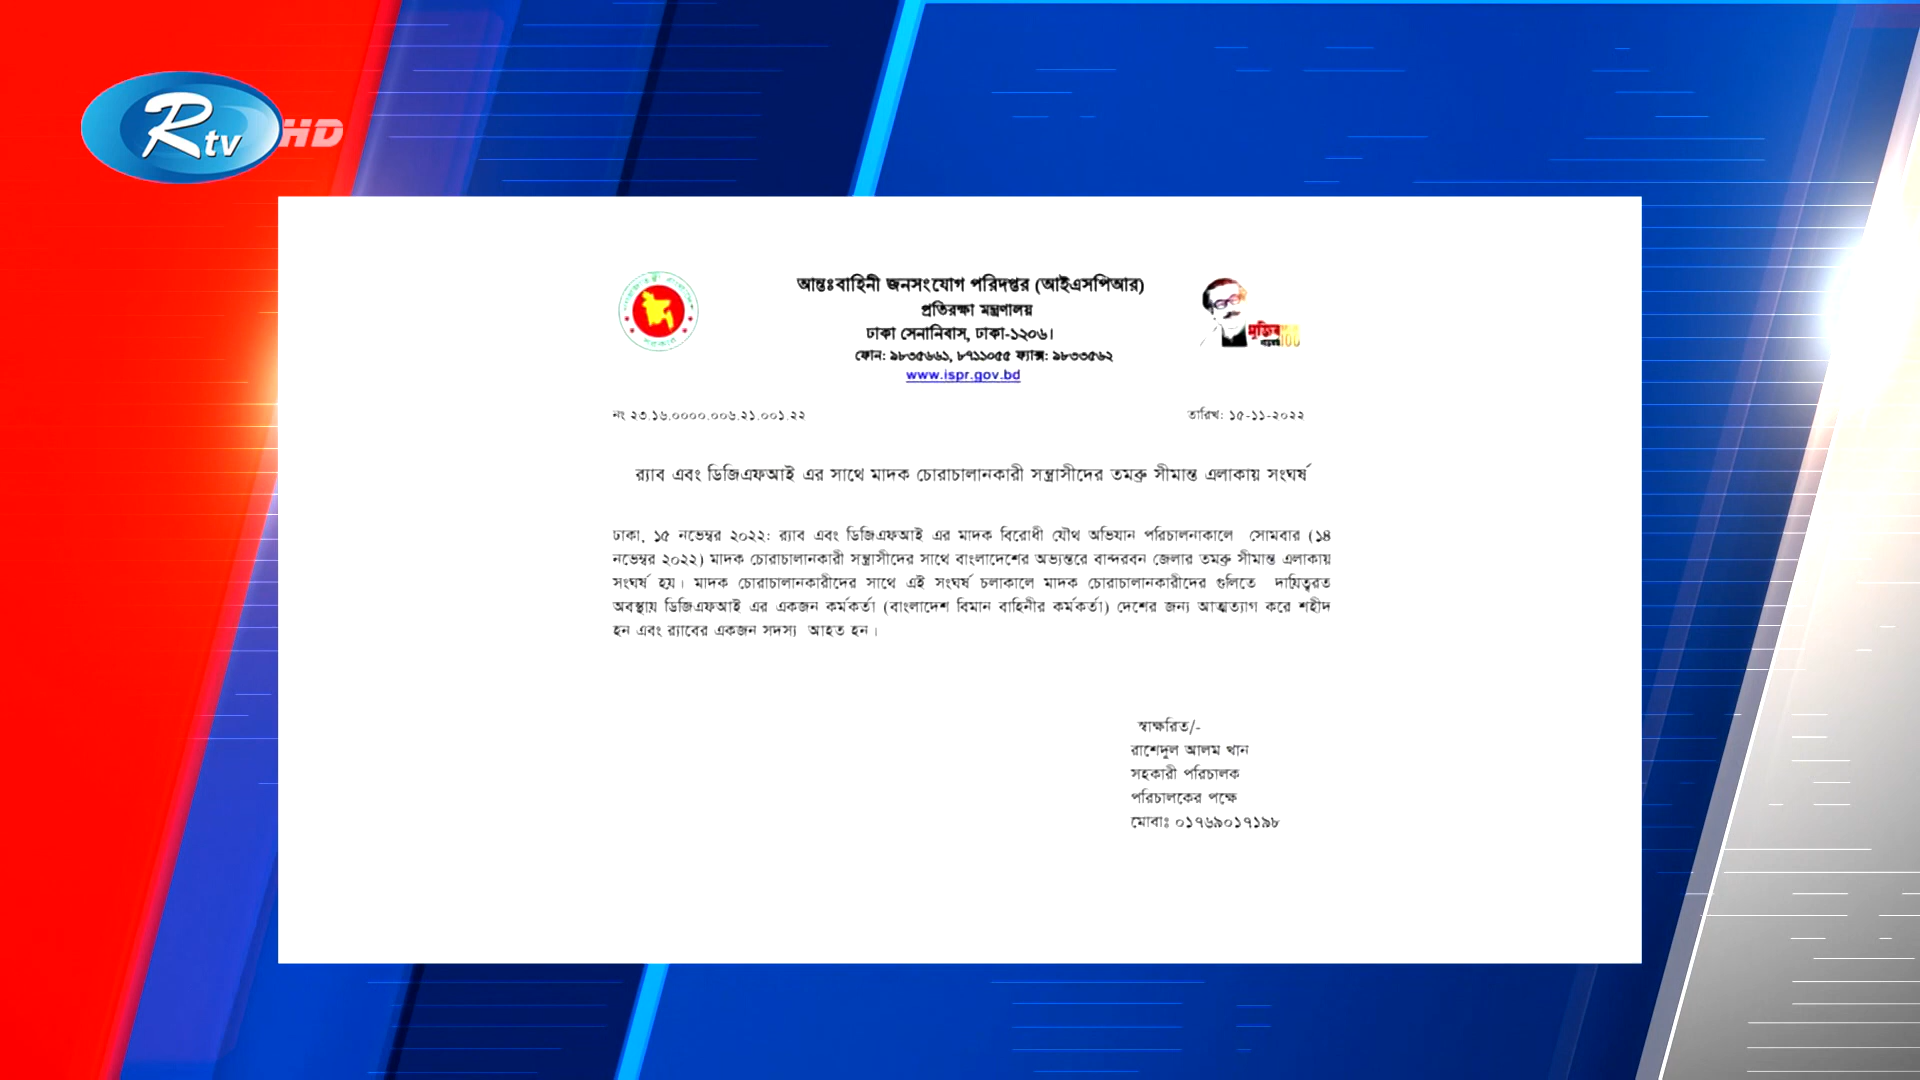 Rtv HD
আন্তঃবাহিনী জনসংযোগ পরিদপ্তর (আইএসপিআর)
প্রতিরক্ষা মন্ত্রণালয়
ঢাকা সেনানিবাস, ঢাকা-১২০৬।
ফোন: ৯৮৩৫৬৬১, ৮৭১১০৫৫ ফ্যাক্স: ৯৮৩৩৫৬২
www.ispr.gov.bd
নং ২৩.১৬.০০০০.০০৬.২১.০০১.২২
তারিখ: ১৫-১১-২০২২
র‍্যাব এবং ডিজিএফআই এর সাথে মাদক চোরাচালানকারী সন্ত্রাসীদের তমব্রু সীমান্ত এলাকায় সংঘর্ষ
ঢাকা, ১৫ নভেম্বর ২০২২: র‍্যাব এবং ডিজিএফআই এর মাদক বিরোধী যৌথ অভিযান পরিচালনাকালে সোমবার (১৪
নভেম্বর ২০২২) মাদক চোরাচালানকারী সন্ত্রাসীদের সাথে বাংলাদেশের অভ্যন্তরে বান্দরবন জেলার তমব্রু সীমান্ত এলাকায়
সংঘর্ষ হয়। মাদক চোরাচালানকারীদের সাথে এই সংঘর্ষ চলাকালে মাদক চোরাচালানকারীদের গুলিতে দায়িত্বরত
অবস্থায় ডিজিএফআই এর একজন কর্মকর্তা (বাংলাদেশ বিমান বাহিনীর কর্মকর্তা) দেশের জন্য আত্মত্যাগ করে শহীদ
হন এবং র‍্যাবের একজন সদস্য আহত হন।
স্বাক্ষরিত/-
রাশেদুল আলম খান
সহকারী পরিচালক
পরিচালকের পক্ষে
মোবাঃ ০১৭৬৯০১৭১৯৮